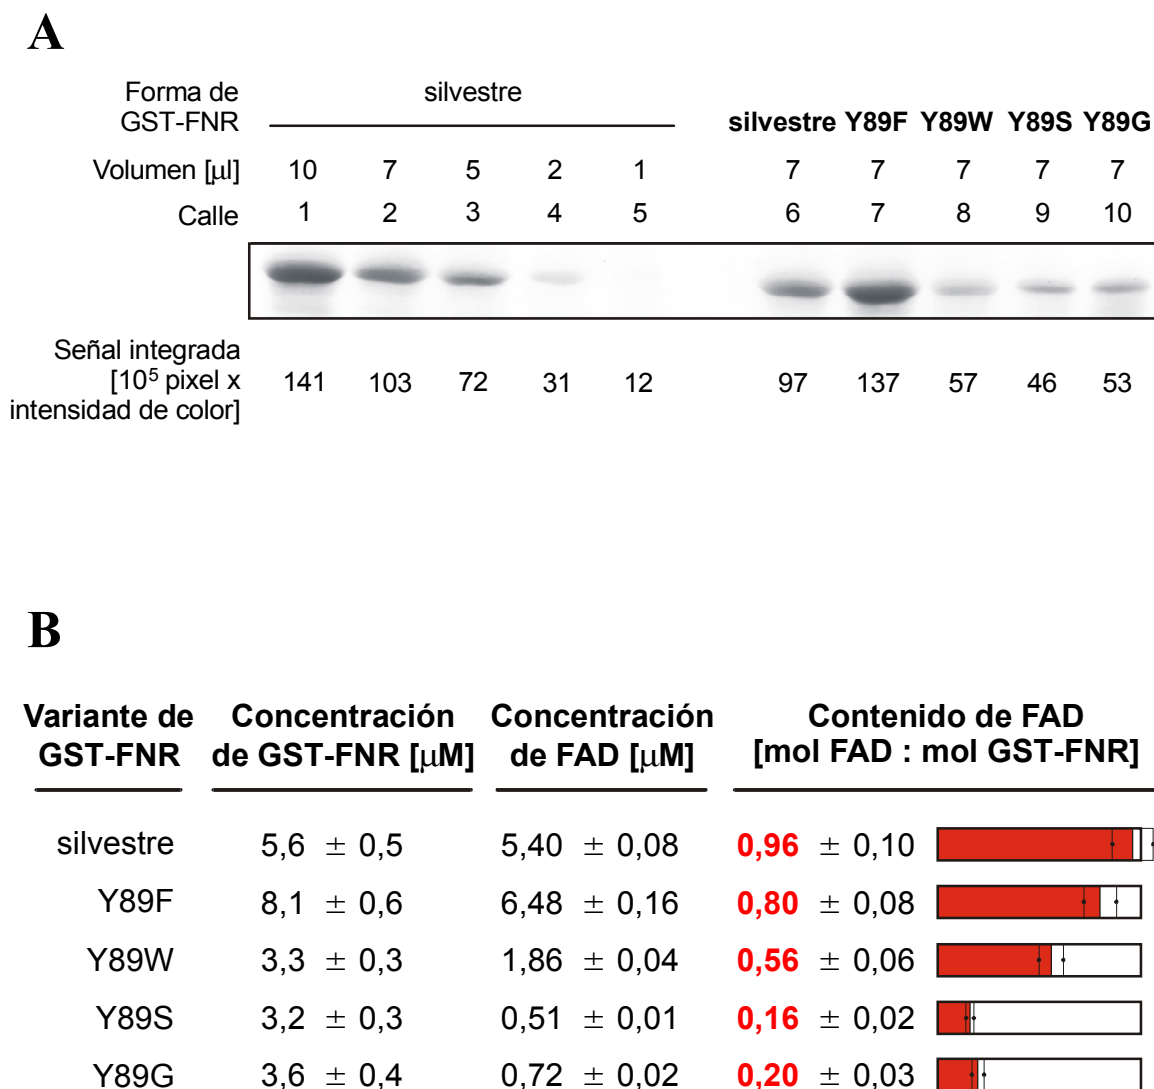 A
Forma de
GST-FNR
silvestre
silvestre Y89F Y89W Y89S Y89G
Volumen [μl] 10 7 5 2 1 7 7 7 7 7
Calle 1 2 3 4 5 6 7 8 9 10
Señal integrada
[10⁵ pixel x
intensidad de color]
141 103 72 31 12 97 137 57 46 53
B
Variante de
GST-FNR
Concentración
de GST-FNR [μM]
Concentración
de FAD [μM]
Contenido de FAD
[mol FAD : mol GST-FNR]
silvestre 5,6 ± 0,5 5,40 ± 0,08 0,96 ± 0,10
Y89F 8,1 ± 0,6 6,48 ± 0,16 0,80 ± 0,08
Y89W 3,3 ± 0,3 1,86 ± 0,04 0,56 ± 0,06
Y89S 3,2 ± 0,3 0,51 ± 0,01 0,16 ± 0,02
Y89G 3,6 ± 0,4 0,72 ± 0,02 0,20 ± 0,03